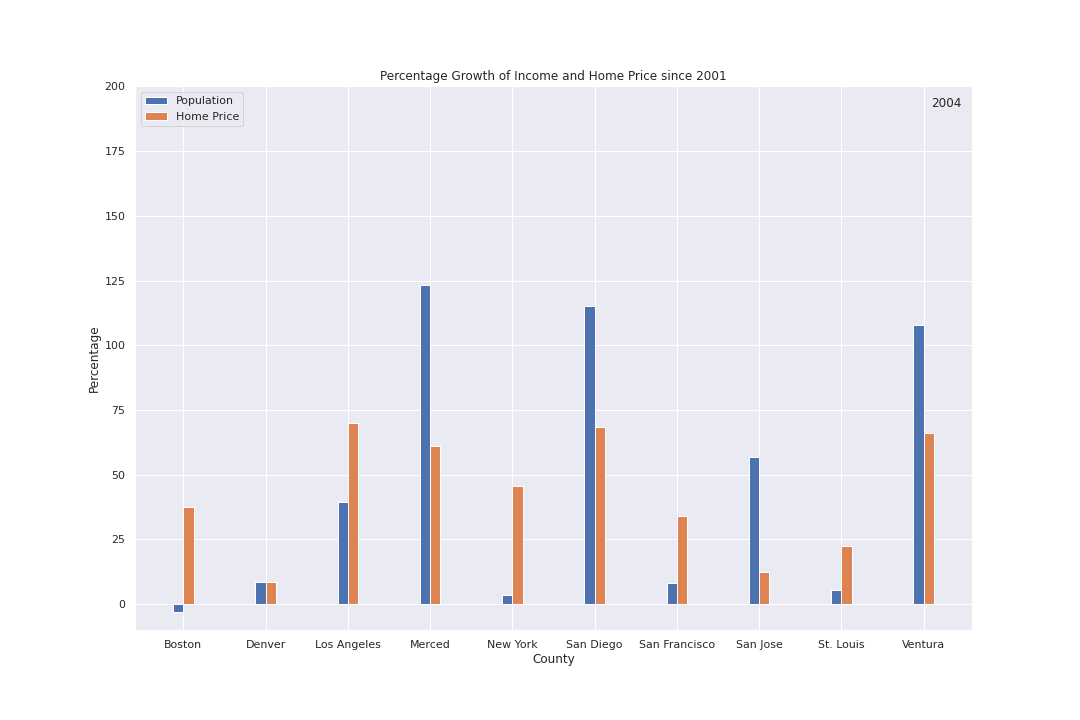 Percentage Growth of Income and Home Price since 2001
200
Population
Home Price
2004
175
150
125
100
75
50
25
0
Percentage
Boston Denver Los Angeles Merced New York San Diego San Francisco San Jose St. Louis Ventura
County